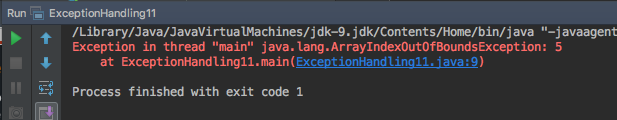 Run ExceptionHandling11
/Library/Java/JavaVirtualMachines/jdk-9.jdk/Contents/Home/bin/java "-javaagent
Exception in thread "main" java.lang.ArrayIndexOutOfBoundsException: 5
at ExceptionHandling11.main(ExceptionHandling11.java:9)
Process finished with exit code 1